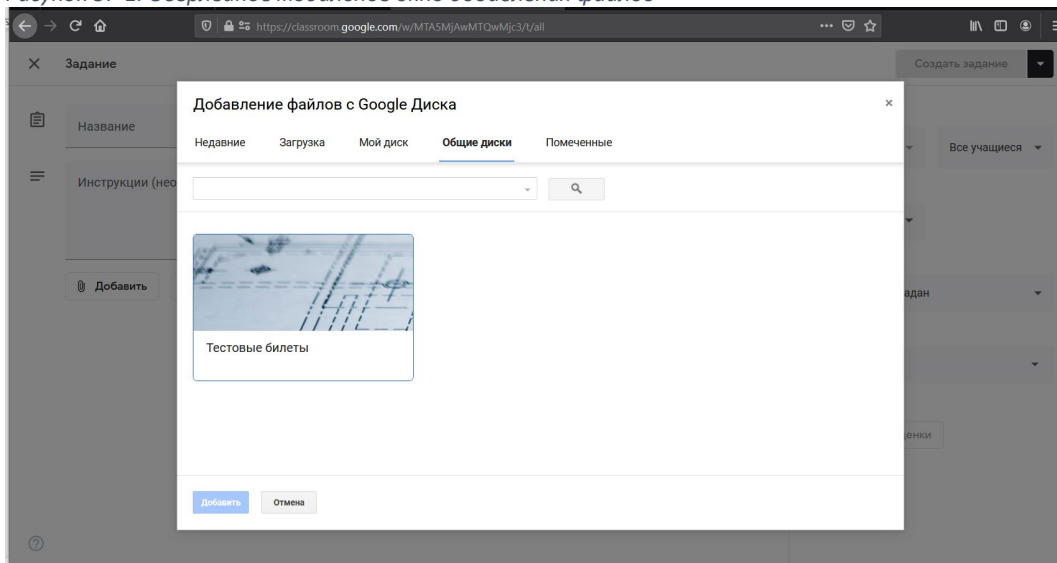 https://classroom.google.com/w/MTA5MjAwMTQwMjc3/t/all
Задание
Создать задание
Добавление файлов с Google Диска
Название
Недавние Загрузка Мой диск Общие диски Помеченные
Все учащиеся
Инструкции (нео
Добавить
адан
Тестовые билеты
енки
Добавить Отмена